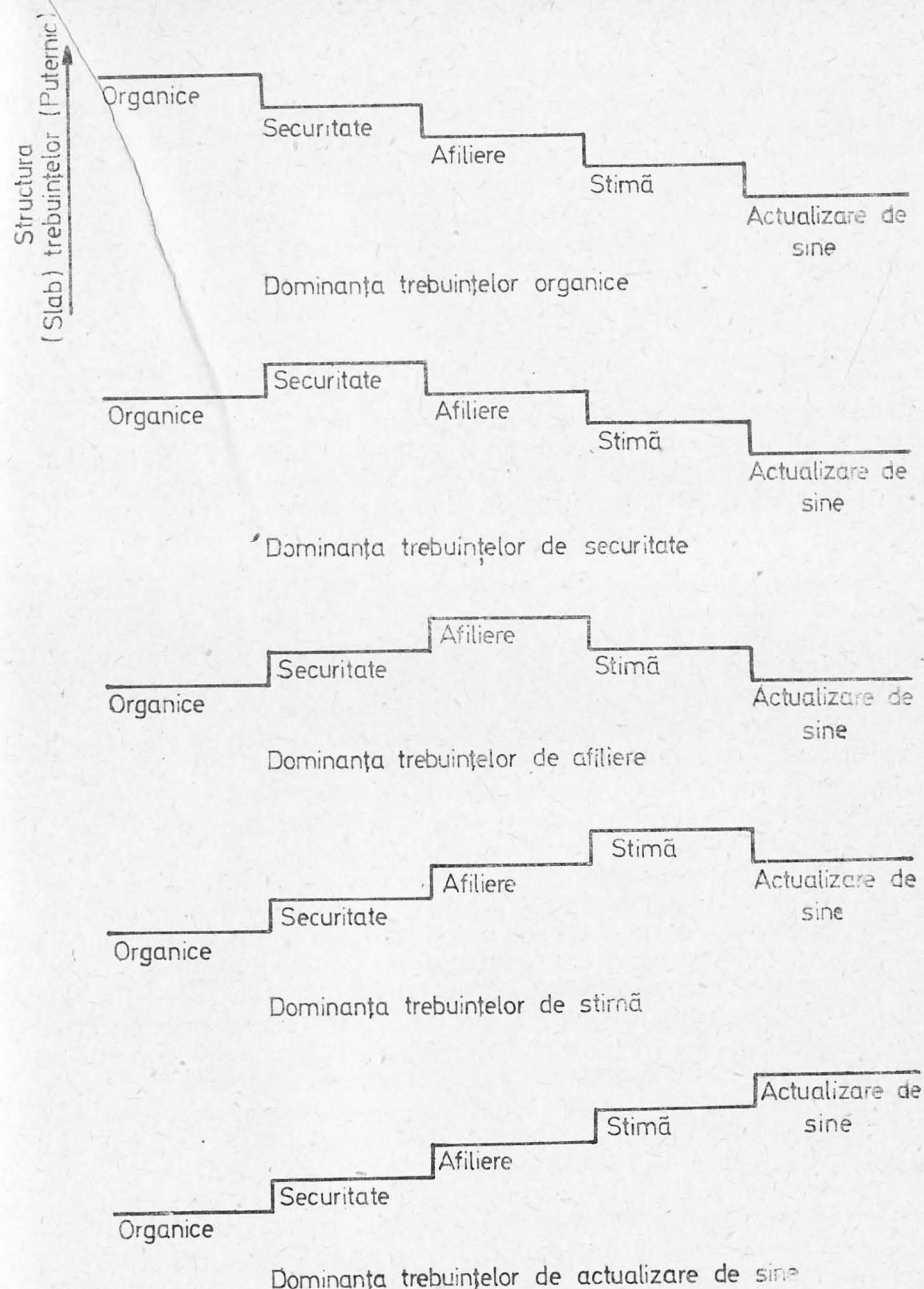 Structura
(Slab) trebuințelor (Puternic)
Organice
Securitate
Afiliere
Stimă
Actualizare de
sine
Dominanța trebuințelor organice
Organice
Securitate
Afiliere
Stimă
Actualizare de
sine
Dominanța trebuințelor de securitate
Organice
Securitate
Afiliere
Stimă
Actualizare de
sine
Dominanța trebuințelor de afiliere
Organice
Securitate
Afiliere
Stimă
Actualizare de
sine
Dominanța trebuințelor de stimă
Organice
Securitate
Afiliere
Stimă
Actualizare de
sine
Dominanța trebuințelor de actualizare de sine